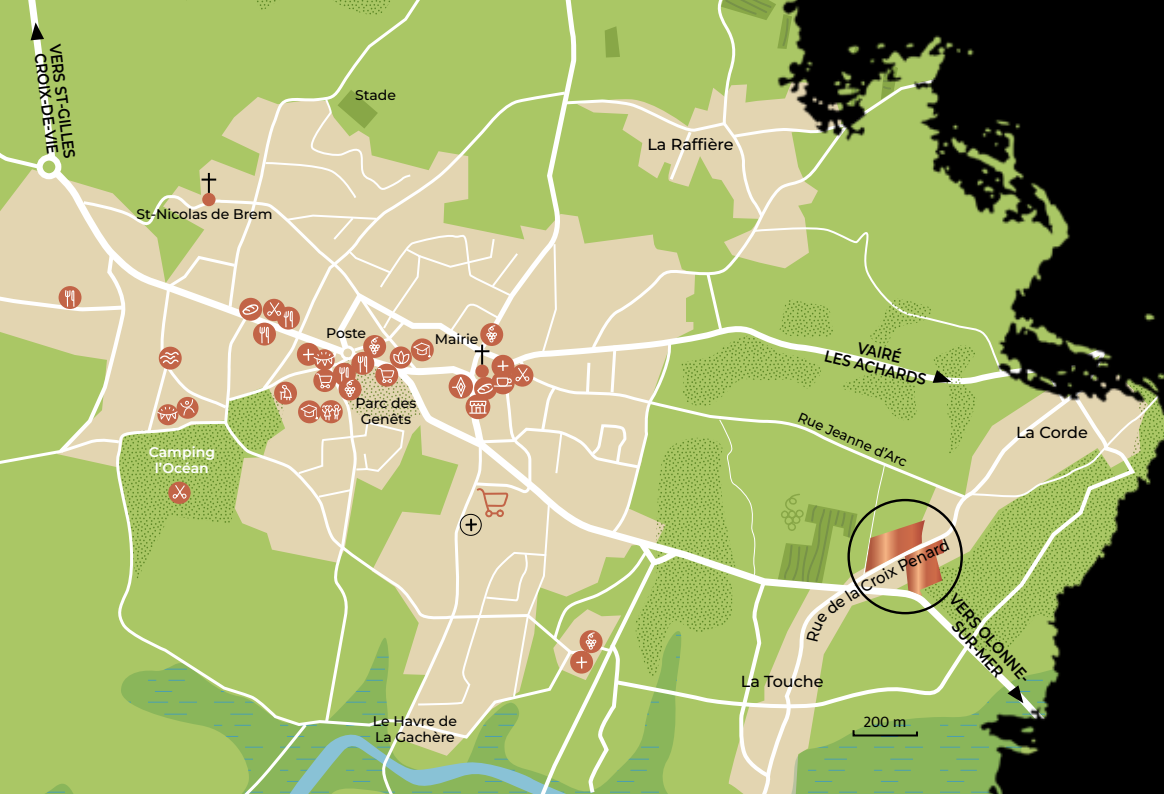 VERS ST-GILLES
CROIX-DE-VIE
Stade
La Raffière
St-Nicolas de Brem
Poste
Mairie
VAIRÉ
LES ACHARDS
Parc des
Genêts
Rue Jeanne d'Arc
La Corde
Camping
l'Océan
Rue de la Croix Penard
VERS OLONNE-
SUR-MER
La Touche
Le Havre de
La Gachère
200 m